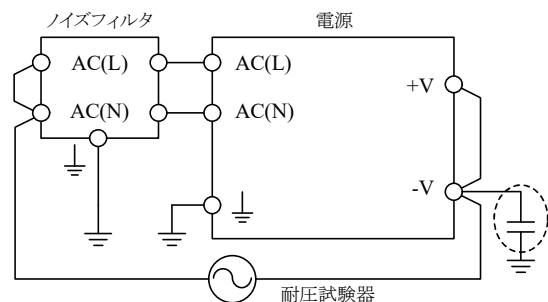 ノイズフィルタ
電源
AC(L)
AC(L)
+V
AC(N)
AC(N)
-V
耐圧試験器